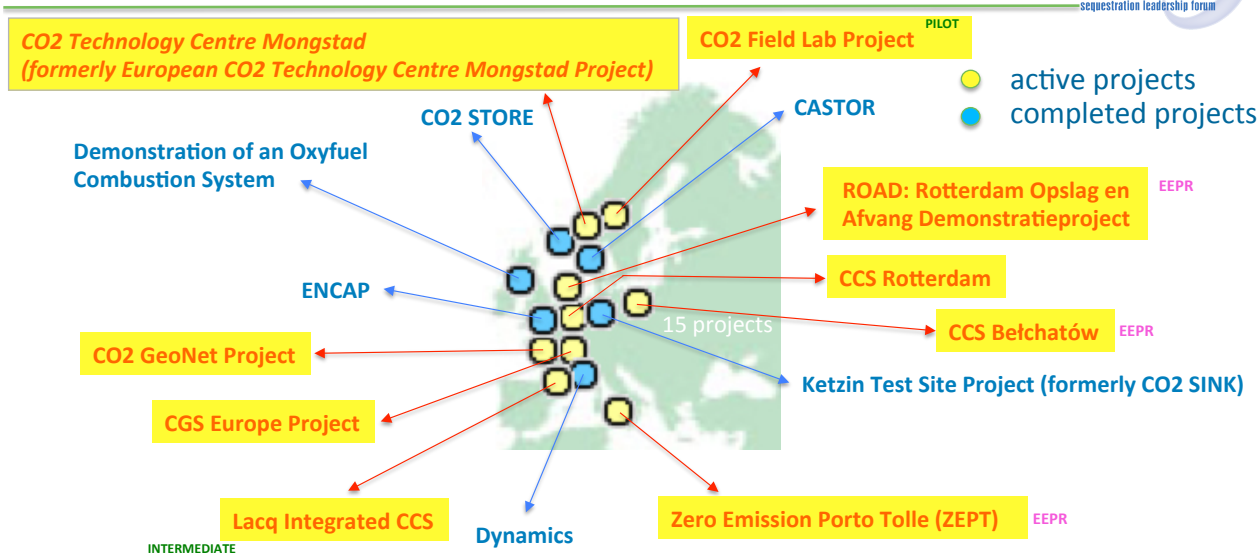 sequestration leadership forum
CO2 Technology Centre Mongstad
(formerly European CO2 Technology Centre Mongstad Project)
PILOT
CO2 Field Lab Project
active projects
completed projects
CO2 STORE
CASTOR
Demonstration of an Oxyfuel
Combustion System
ROAD: Rotterdam Opslag en
Afvang Demonstratieproject
EEPR
CCS Rotterdam
ENCAP
15 projects
CCS Bełchatów
EEPR
CO2 GeoNet Project
Ketzin Test Site Project (formerly CO2 SINK)
CGS Europe Project
Lacq Integrated CCS
INTERMEDIATE
Dynamics
Zero Emission Porto Tolle (ZEPT)
EEPR